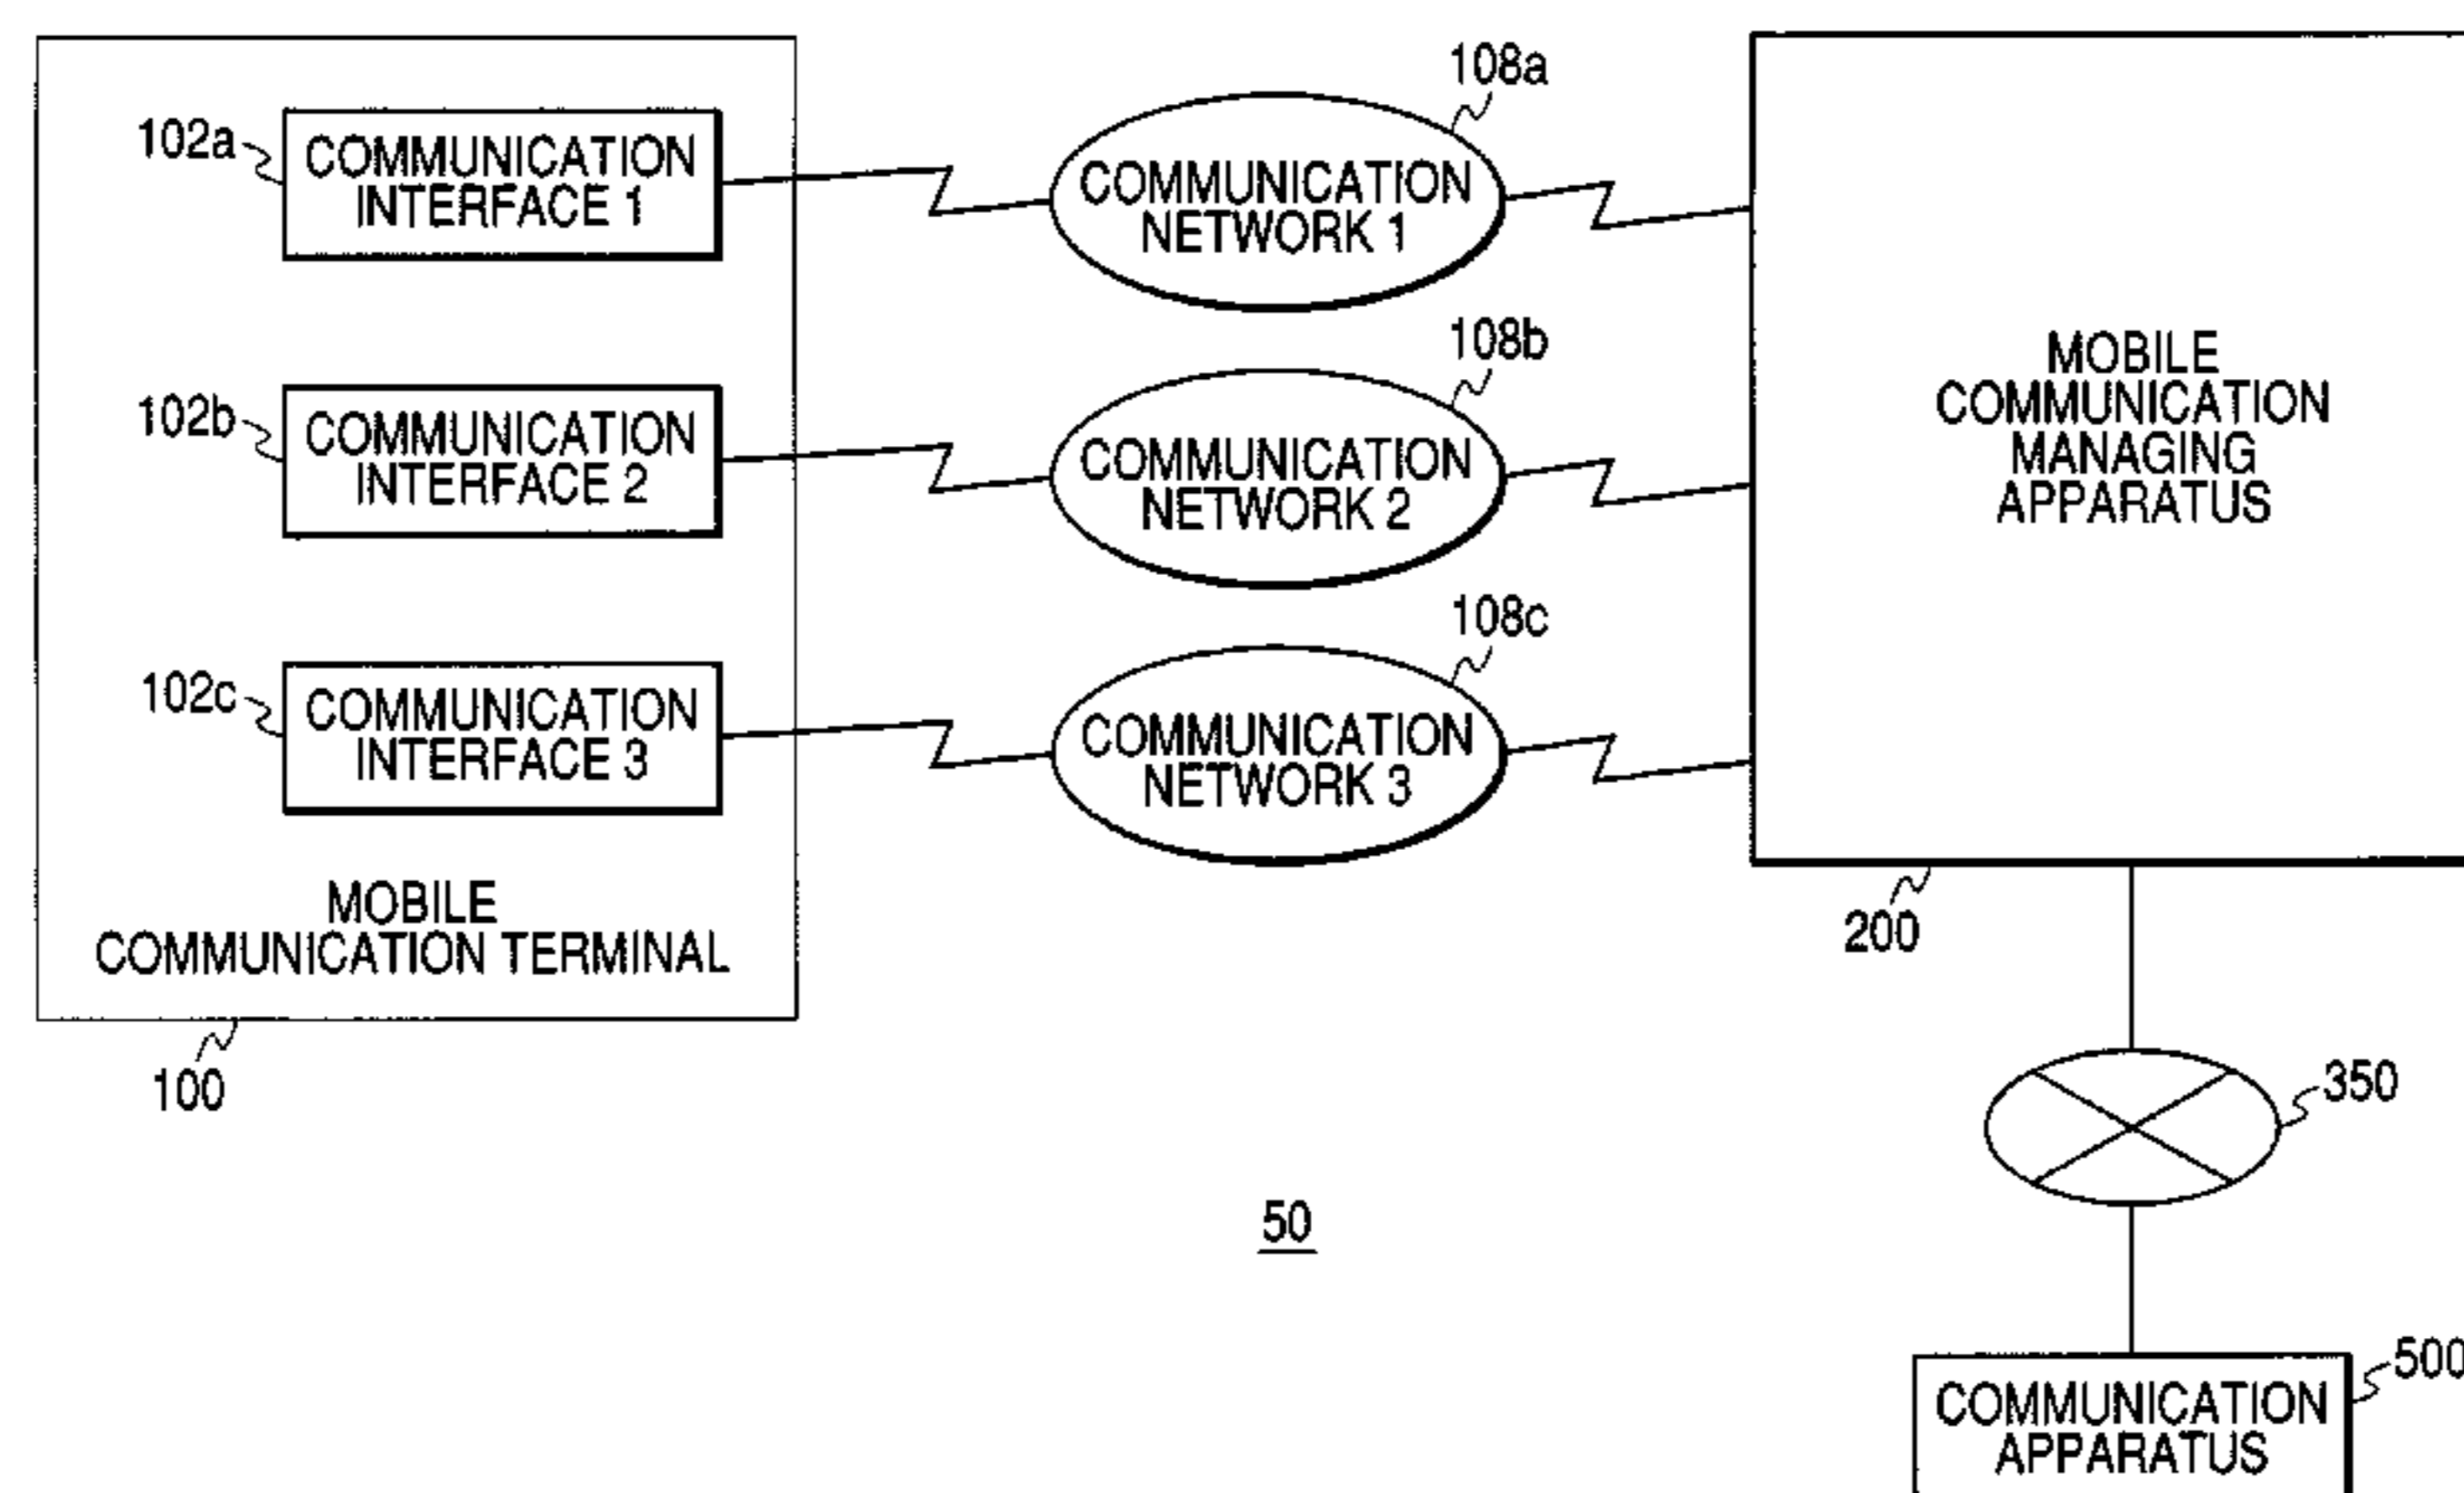 108a
102a
COMMUNICATION
INTERFACE 1
COMMUNICATION
NETWORK 1
108b
102b
COMMUNICATION
INTERFACE 2
COMMUNICATION
NETWORK 2
MOBILE
COMMUNICATION
MANAGING
APPARATUS
108c
102c
COMMUNICATION
INTERFACE 3
COMMUNICATION
NETWORK 3
MOBILE
COMMUNICATION TERMINAL
200
100
350
50
500
COMMUNICATION
APPARATUS